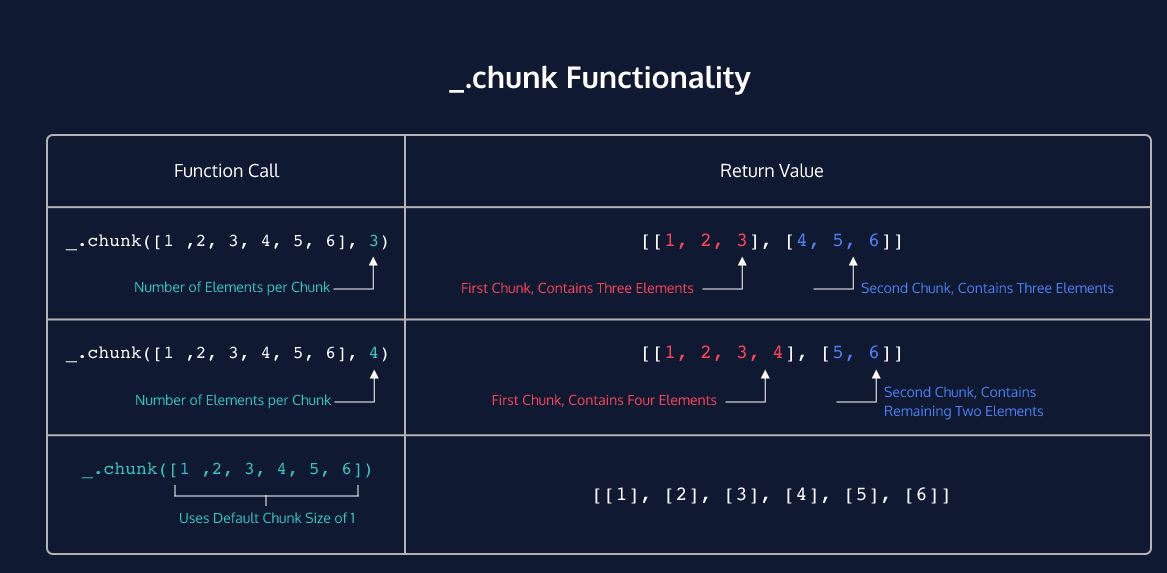 _.chunk Functionality
Function Call
Return Value
_.chunk([1 ,2, 3, 4, 5, 6], 3)
[[1, 2, 3], [4, 5, 6]]
Number of Elements per Chunk
First Chunk, Contains Three Elements
Second Chunk, Contains Three Elements
_.chunk([1 ,2, 3, 4, 5, 6], 4)
[[1, 2, 3, 4], [5, 6]]
Number of Elements per Chunk
First Chunk, Contains Four Elements
Second Chunk, Contains
Remaining Two Elements
_.chunk([1 ,2, 3, 4, 5, 6])
Uses Default Chunk Size of 1
[[1], [2], [3], [4], [5], [6]]